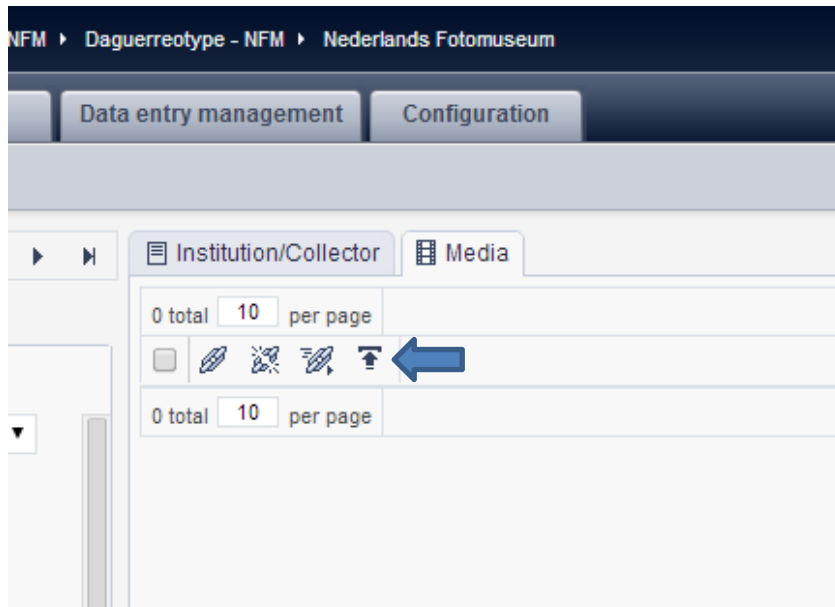 NFM ▸ Daguerreotype - NFM ▸ Nederlands Fotomuseum
Data entry management Configuration
Institution/Collector Media
0 total 10 per page
0 total 10 per page